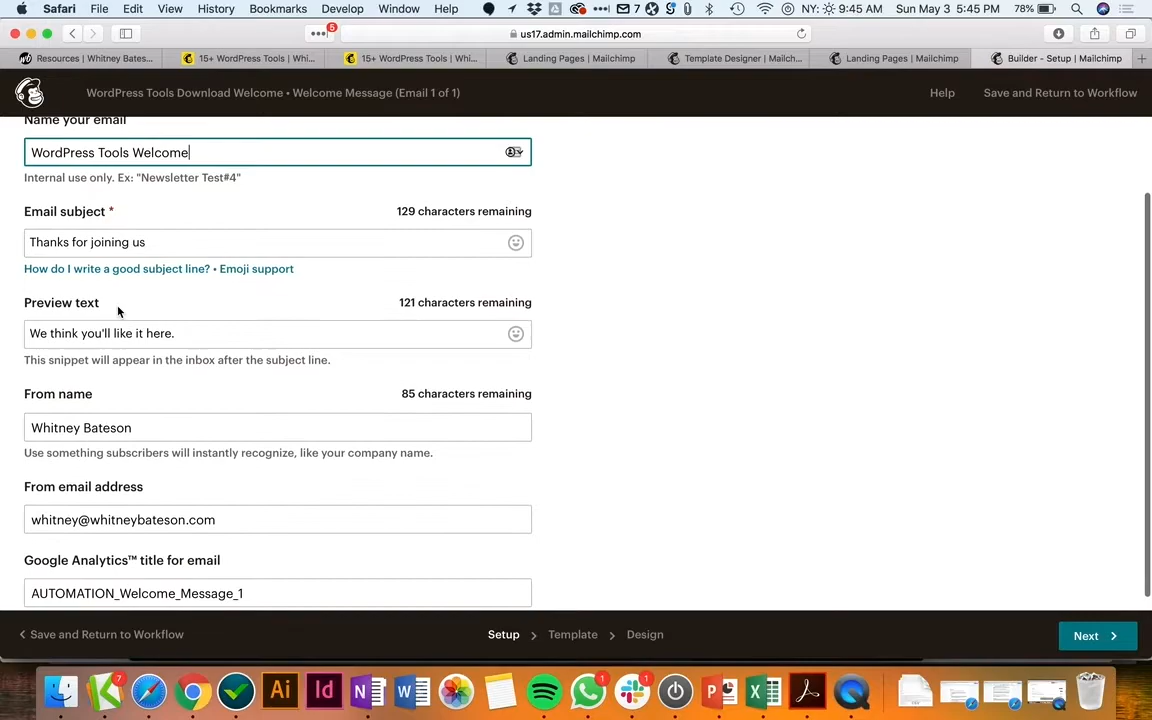 Safari File Edit View History Bookmarks Develop Window Help 7 NY: 9:45 AM Sun May 3 5:45 PM 78%
5 us17.admin.mailchimp.com
Resources | Whitney Bates... 15+ WordPress Tools | Whi... 15+ WordPress Tools | Whi... Landing Pages | Mailchimp Template Designer | Mailch... Landing Pages | Mailchimp Builder - Setup | Mailchimp
WordPress Tools Download Welcome • Welcome Message (Email 1 of 1) Help Save and Return to Workflow
Name your email
WordPress Tools Welcome
Internal use only. Ex: "Newsletter Test#4"
Email subject * 129 characters remaining
Thanks for joining us
How do I write a good subject line? • Emoji support
Preview text 121 characters remaining
We think you'll like it here.
This snippet will appear in the inbox after the subject line.
From name 85 characters remaining
Whitney Bateson
Use something subscribers will instantly recognize, like your company name.
From email address
whitney@whitneybateson.com
Google Analytics™ title for email
AUTOMATION_Welcome_Message_1
Save and Return to Workflow Setup Template Design Next
7 Ai Id N W 1 1 P X